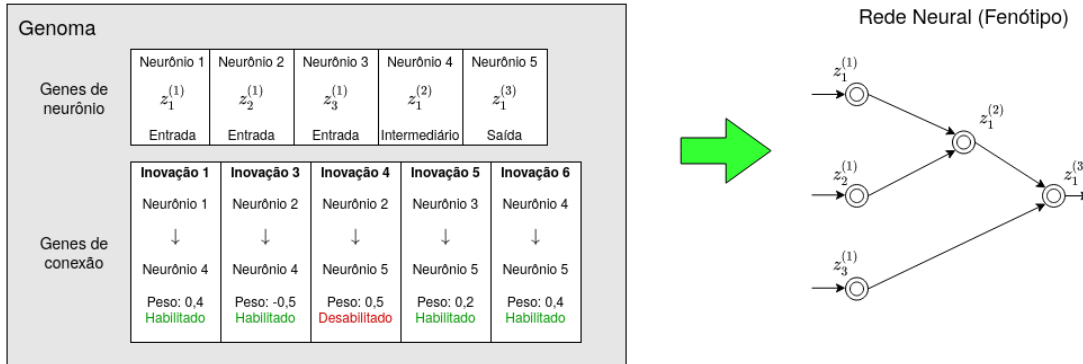 Genoma
Genes de
neurônio
Neurônio 1 Neurônio 2 Neurônio 3 Neurônio 4 Neurônio 5
z_1^{(1)} z_2^{(1)} z_3^{(1)} z_1^{(2)} z_1^{(3)}
Entrada Entrada Entrada Intermediário Saída
Genes de
conexão
Inovação 1 Inovação 3 Inovação 4 Inovação 5 Inovação 6
Neurônio 1 Neurônio 2 Neurônio 2 Neurônio 3 Neurônio 4
↓ ↓ ↓ ↓ ↓
Neurônio 4 Neurônio 4 Neurônio 5 Neurônio 5 Neurônio 5
Peso: 0,4 Peso: -0,5 Peso: 0,5 Peso: 0,2 Peso: 0,4
Habilitado Habilitado Desabilitado Habilitado Habilitado
Rede Neural (Fenótipo)
z_1^{(1)}
z_1^{(2)}
z_2^{(1)}
z_1^{(3
z_3^{(1)}